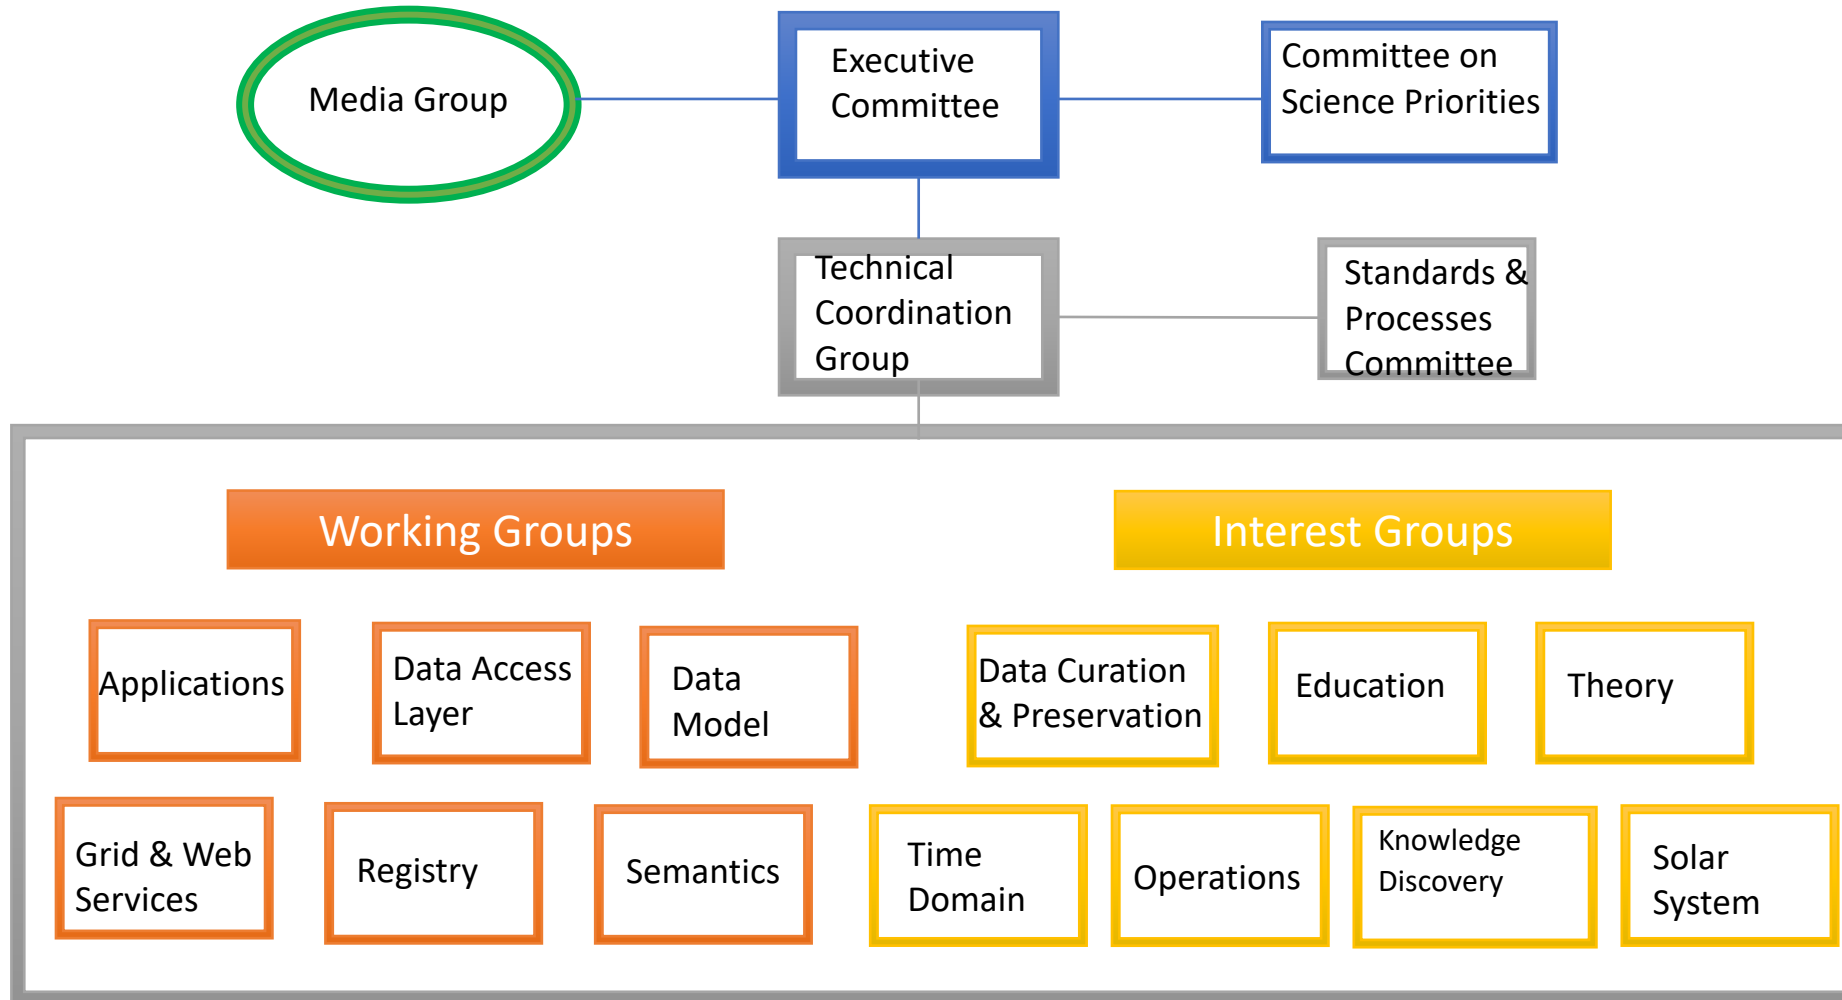 Media Group
Executive
Committee
Committee on
Science Priorities
Technical
Coordination
Group
Standards &
Processes
Committee
Working Groups
Interest Groups
Applications
Data Access
Layer
Data
Model
Data Curation
& Preservation
Education
Theory
Grid & Web
Services
Registry
Semantics
Time
Domain
Operations
Knowledge
Discovery
Solar
System